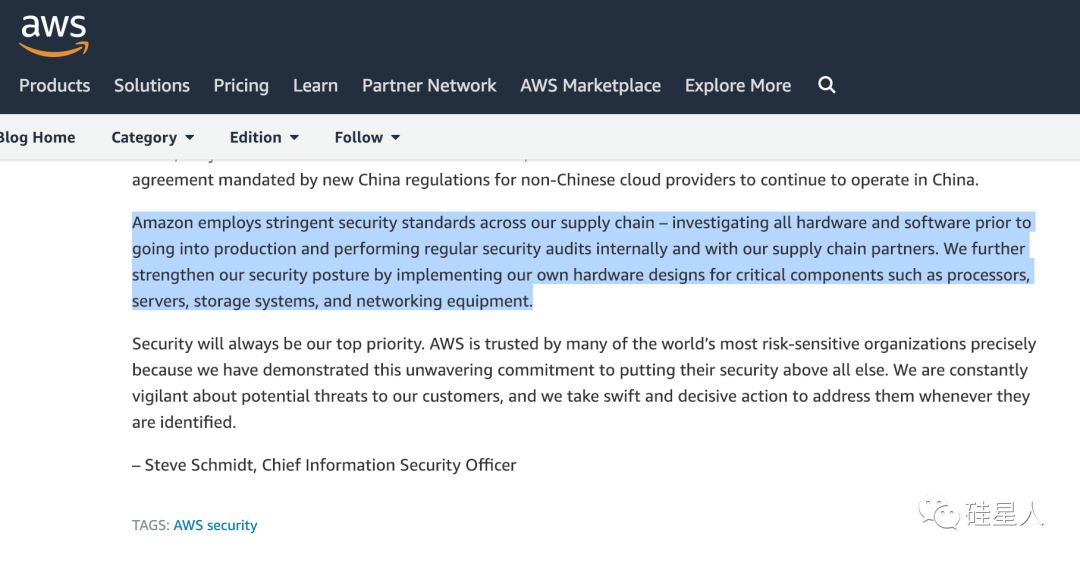 aws
Products Solutions Pricing Learn Partner Network AWS Marketplace Explore More
Blog Home Category Edition Follow
agreement mandated by new China regulations for non-Chinese cloud providers to continue to operate in China.
Amazon employs stringent security standards across our supply chain – investigating all hardware and software prior to
going into production and performing regular security audits internally and with our supply chain partners. We further
strengthen our security posture by implementing our own hardware designs for critical components such as processors,
servers, storage systems, and networking equipment.
Security will always be our top priority. AWS is trusted by many of the world's most risk-sensitive organizations precisely
because we have demonstrated this unwavering commitment to putting their security above all else. We are constantly
vigilant about potential threats to our customers, and we take swift and decisive action to address them whenever they
are identified.
– Steve Schmidt, Chief Information Security Officer
TAGS: AWS security
硅星人